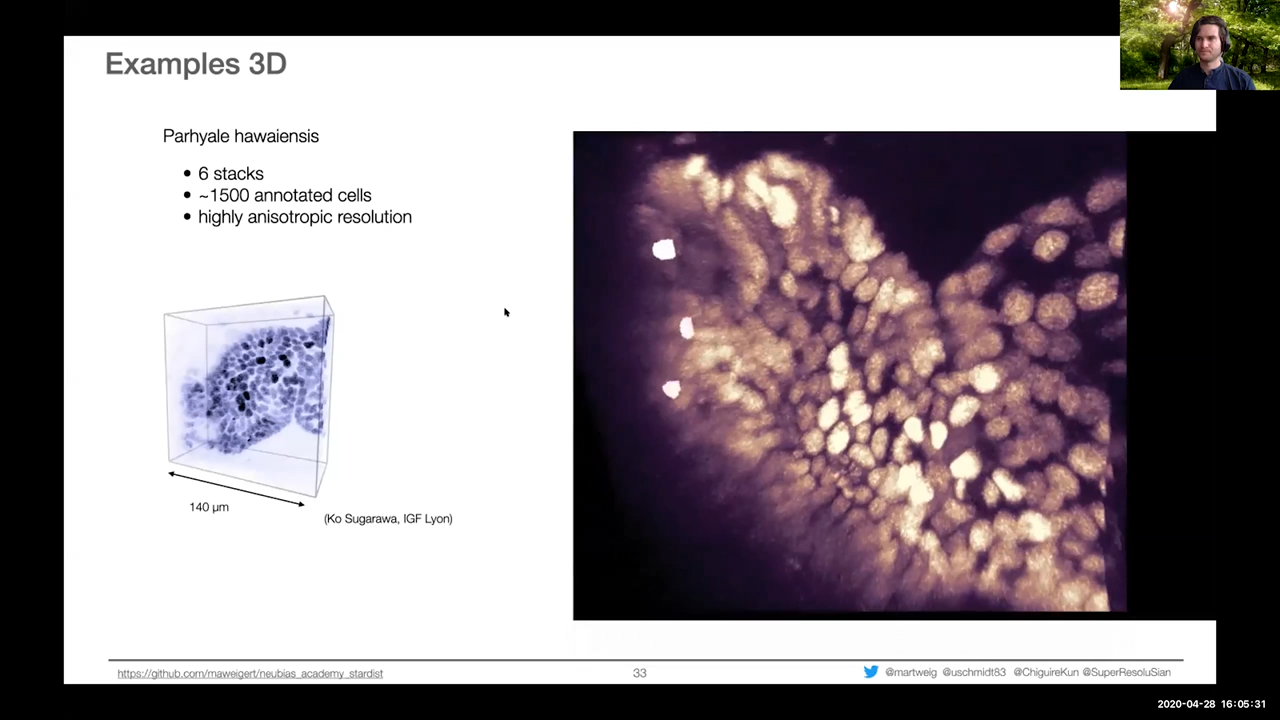 Examples 3D
Parhyale hawaiensis
• 6 stacks
• ~1500 annotated cells
• highly anisotropic resolution
140 µm
(Ko Sugarawa, IGF Lyon)
https://github.com/maweigert/neubias_academy_stardist
33
@martweig @uschmidt83 @ChiguireKun @SuperResoluSian
2020-04-28 16:05:31